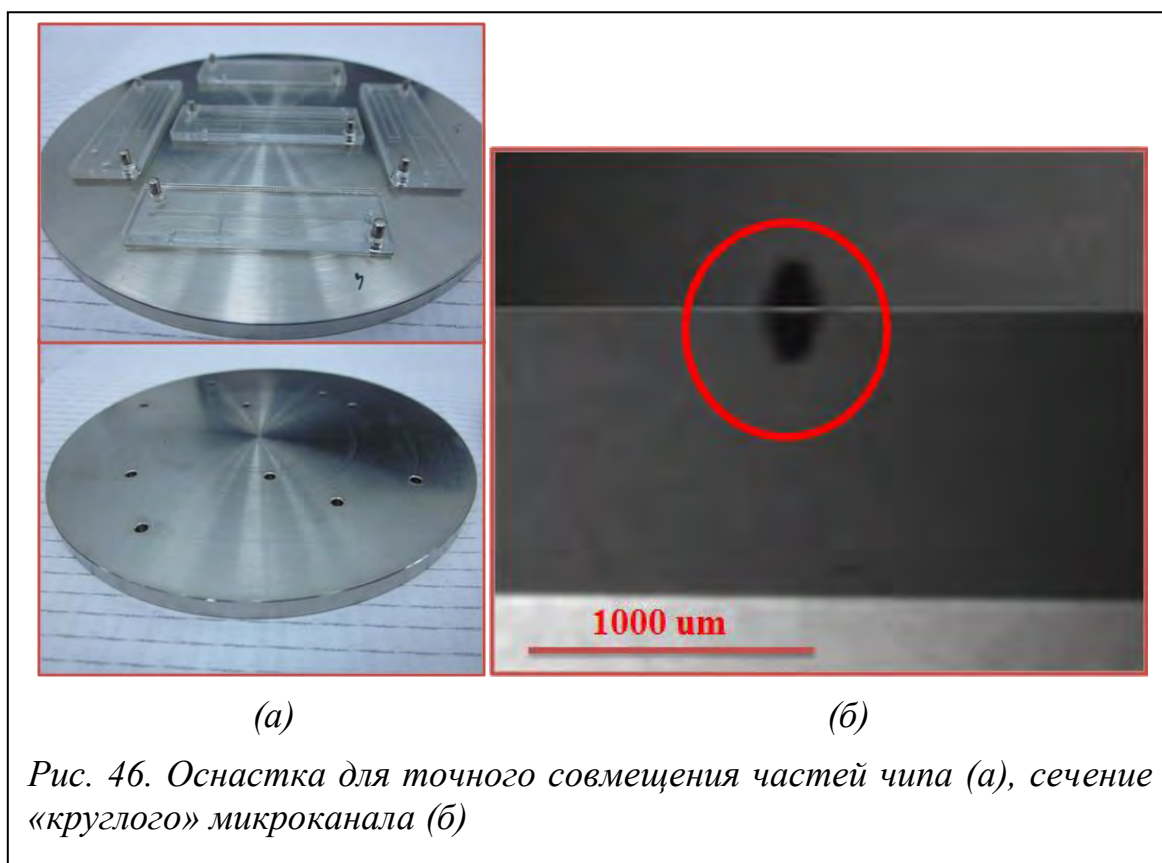 1000 um
(а)
(б)
Рис. 46. Оснастка для точного совмещения частей чипа (а), сечение
«круглого» микроканала (б)